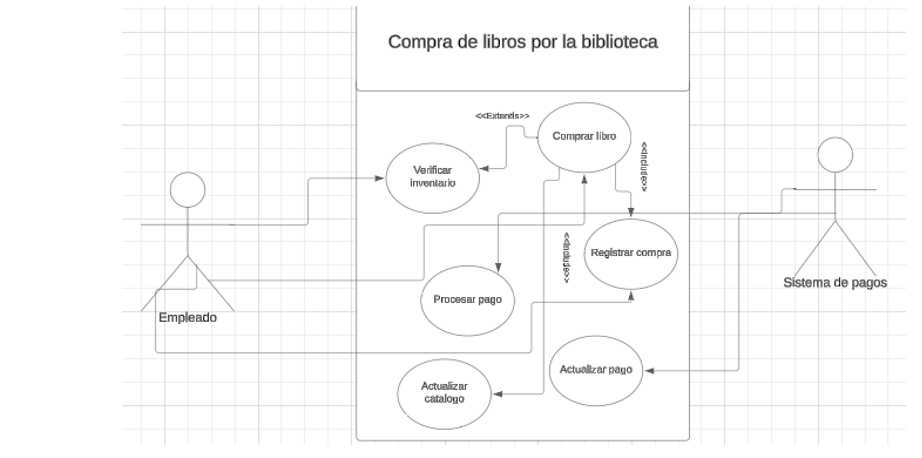 Compra de libros por la biblioteca
<<Extends>>
Comprar libro
<<Include>>
Verificar
inventario
<<Include>>
Registrar compra
Sistema de pagos
Procesar pago
Empleado
Actualizar pago
Actualizar
catalogo